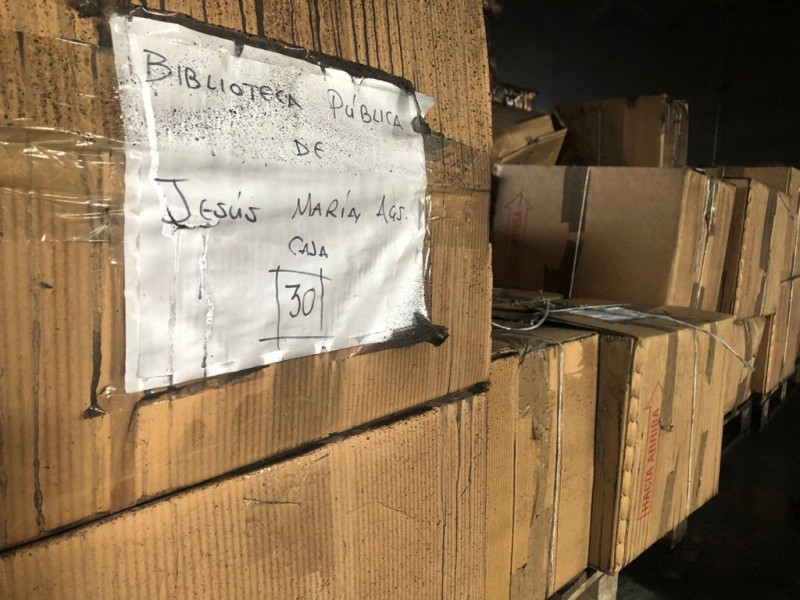 BIBLIOTECA PÚBLICA
DE
JESÚS MARÍA, AGS.
CAJA
30
HACIA ARRIBA